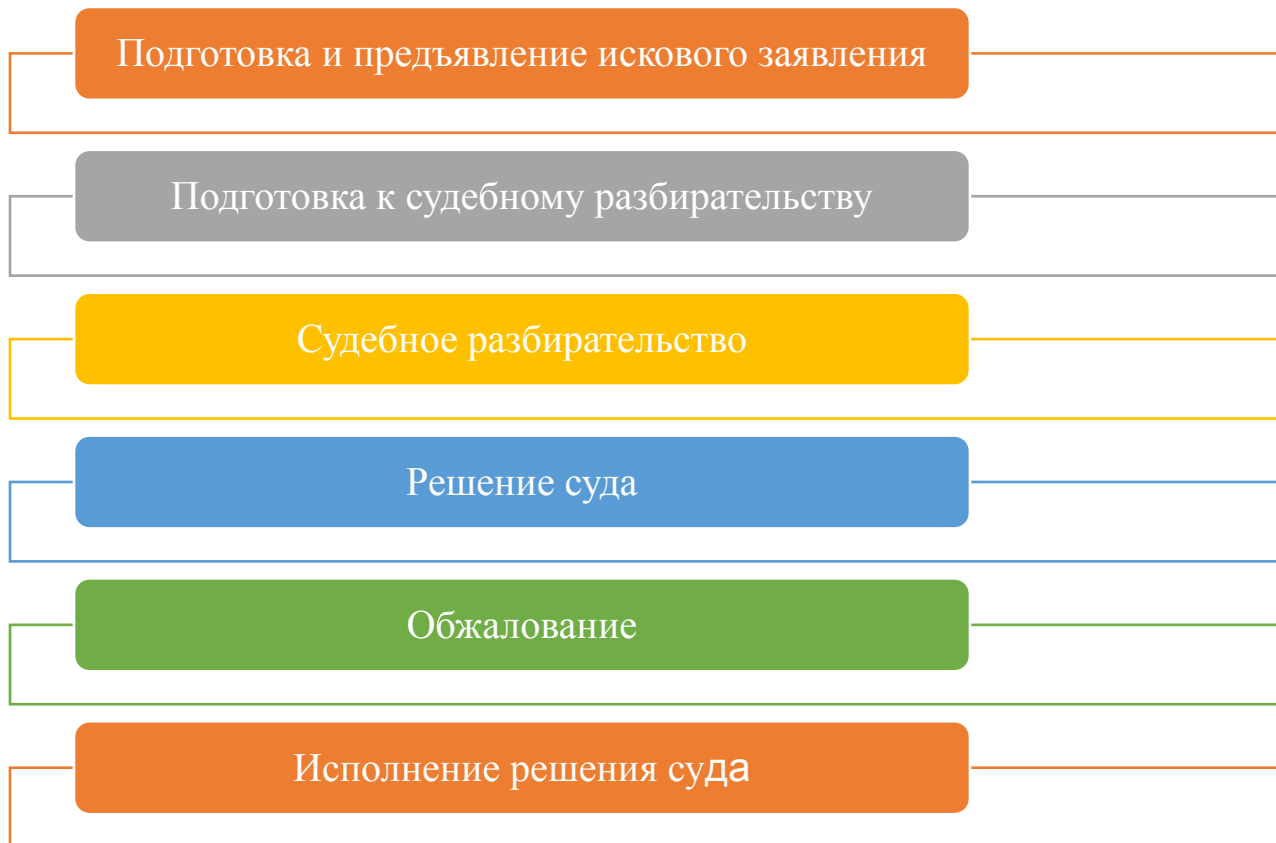 Подготовка и предъявление искового заявления
Подготовка к судебному разбирательству
Судебное разбирательство
Решение суда
Обжалование
Исполнение решения суда